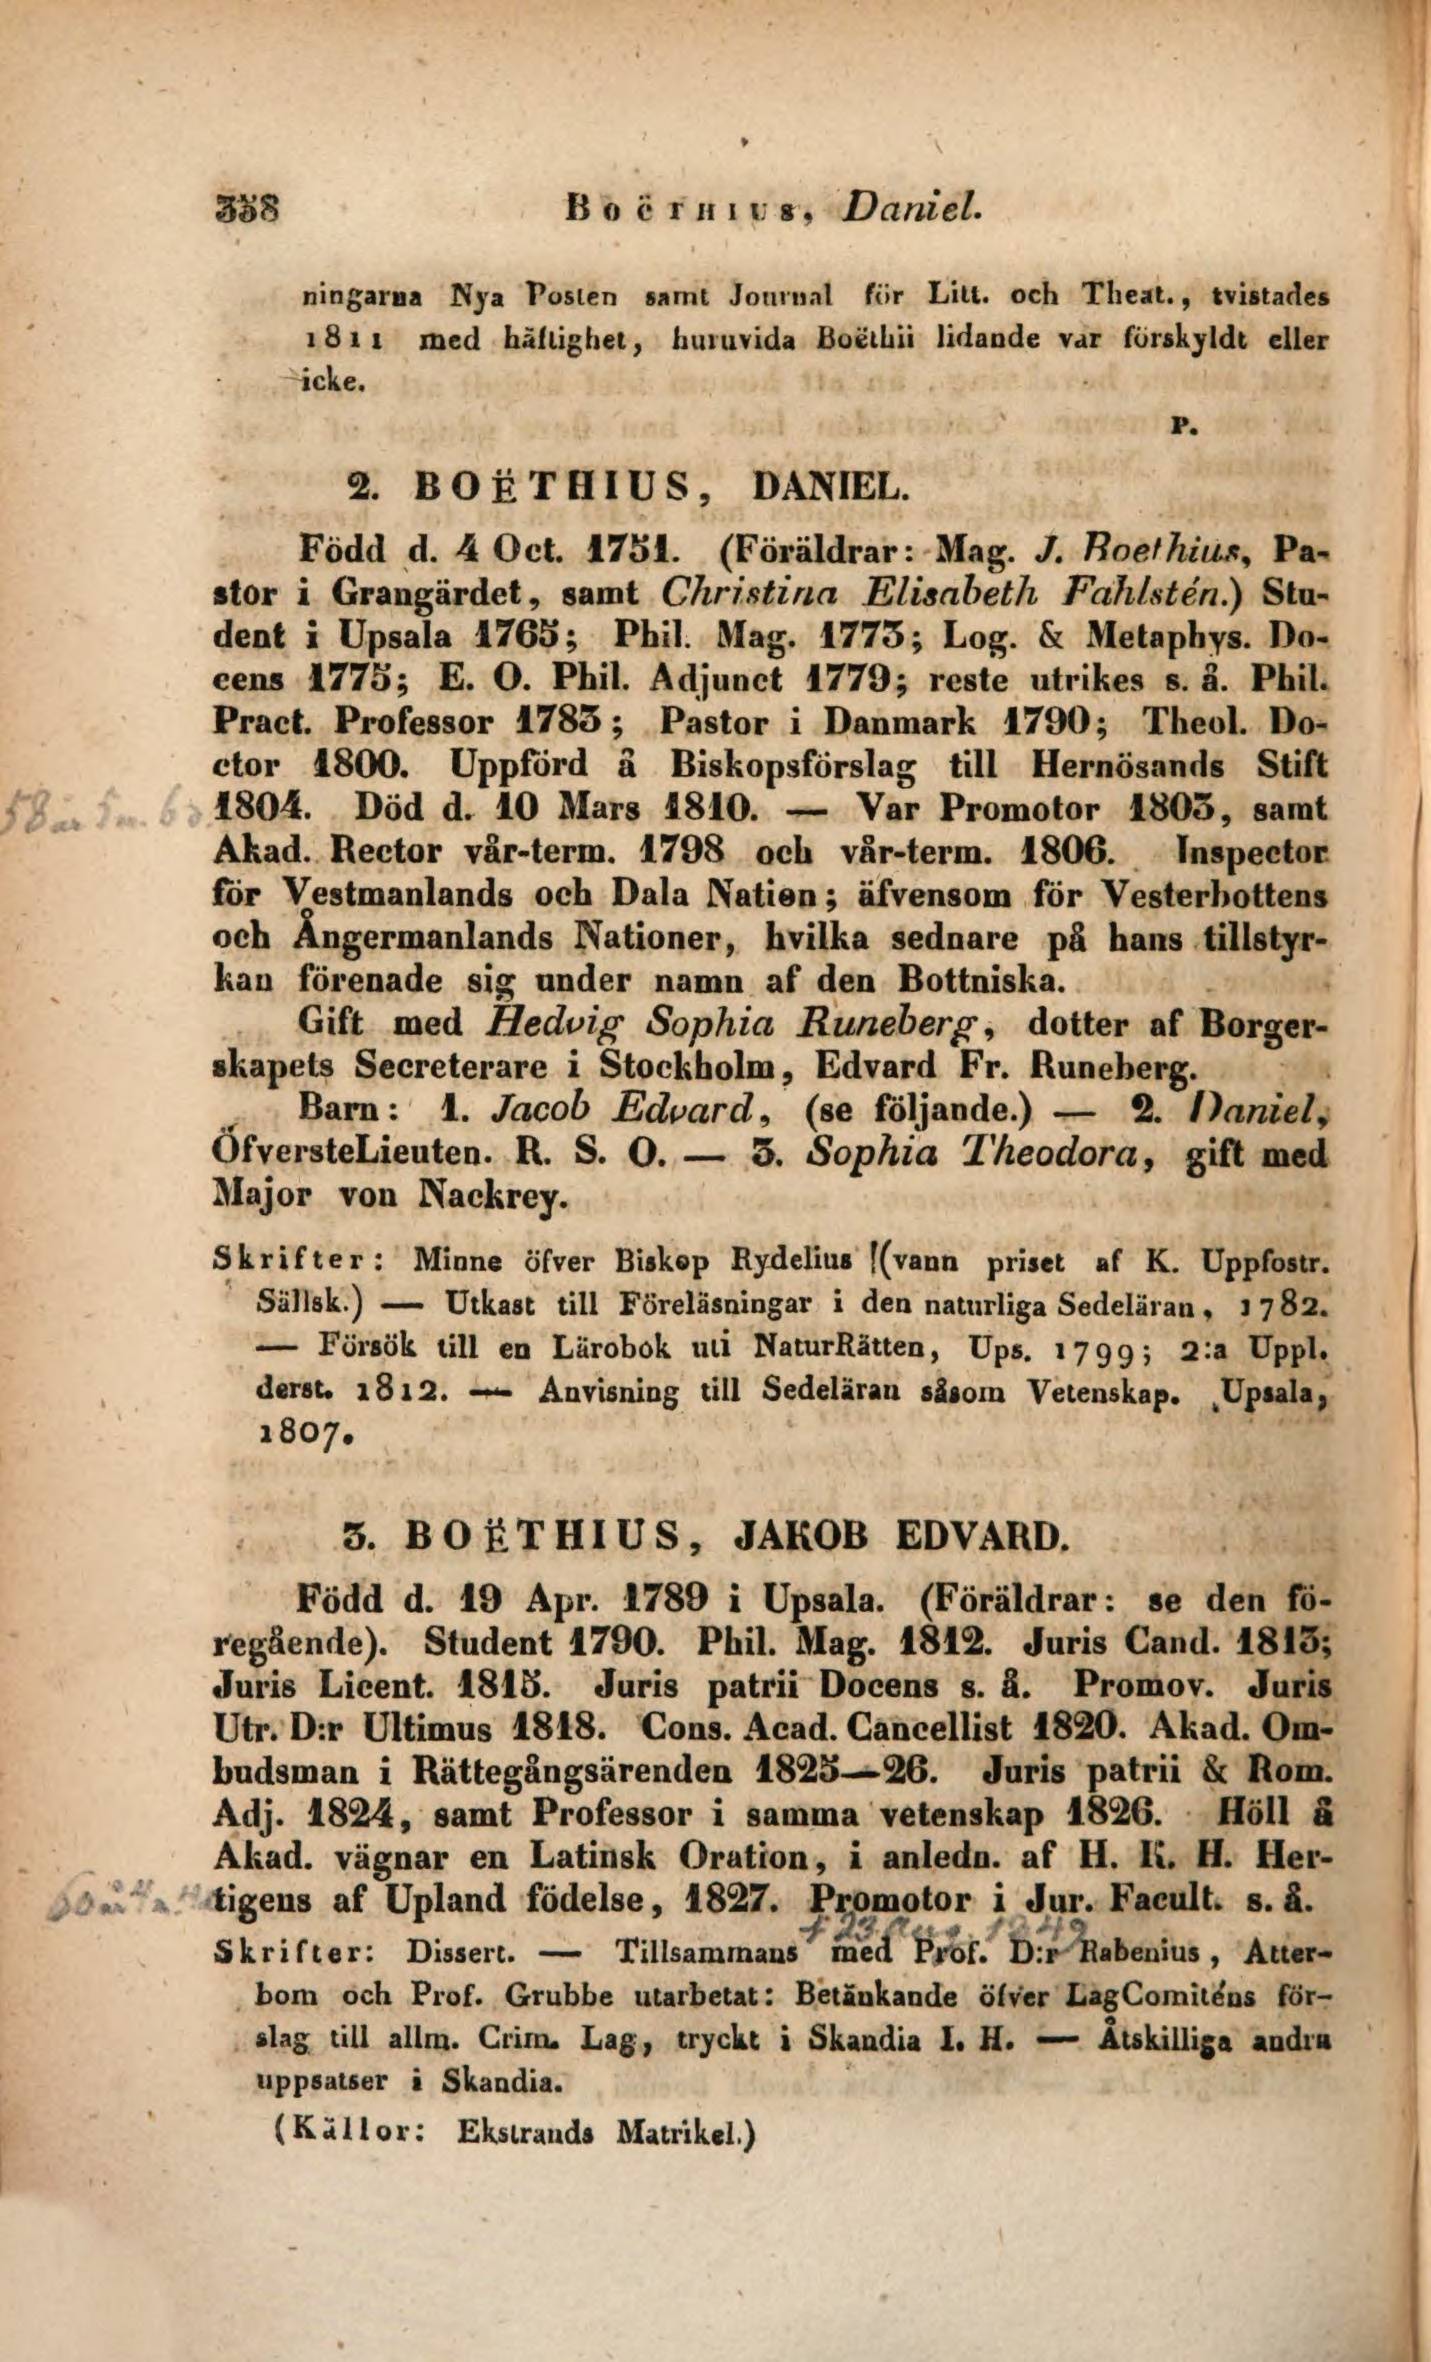 358 Boëthius, Daniel.
ningarna Nya Posten samt Journal för Litt. och Theat., tvistades
1811 med häftighet, huruvida Boëthii lidande var förskyldt eller
icke.
P.
2. BOËTHIUS, DANIEL.
Född d. 4 Oct. 1751. (Föräldrar: Mag. J. Boethius, Pa-
stor i Grangärdet, samt Christina Elisabeth Fahlstén.) Stu-
dent i Upsala 1765; Phil. Mag. 1773; Log. & Metaphys. Do-
cens 1775; E. O. Phil. Adjunct 1779; reste utrikes s. å. Phil.
Pract. Professor 1783; Pastor i Danmark 1790; Theol. Do-
ctor 1800. Uppförd å Biskopsförslag till Hernösands Stift
1804. Död d. 10 Mars 1810. — Var Promotor 1803, samt
Akad. Rector vår-term. 1798 och vår-term. 1806. Inspector
för Vestmanlands och Dala Nation; äfvensom för Vesterbottens
och Ångermanlands Nationer, hvilka sednare på hans tillstyr-
kan förenade sig under namn af den Bottniska.
Gift med Hedvig Sophia Runeberg, dotter af Borger-
skapets Secreterare i Stockholm, Edvard Fr. Runeberg.
Barn: 1. Jacob Edvard, (se följande.) — 2. Daniel,
ÖfversteLieuten. R. S. O. — 3. Sophia Theodora, gift med
Major von Nackrey.
Skrifter: Minne öfver Biskop Rydelius (vann priset af K. Uppfostr.
Sällsk.) — Utkast till Föreläsningar i den naturliga Sedeläran, 1782.
— Försök till en Lärobok uti NaturRätten, Ups. 1799; 2:a Uppl.
derst. 1812. — Anvisning till Sedeläran såsom Vetenskap. Upsala,
1807.
3. BOËTHIUS, JAKOB EDVARD.
Född d. 19 Apr. 1789 i Upsala. (Föräldrar: se den fö-
regående). Student 1790. Phil. Mag. 1812. Juris Cand. 1813;
Juris Licent. 1815. Juris patrii Docens s. å. Promov. Juris
Utr. D:r Ultimus 1818. Cons. Acad. Cancellist 1820. Akad. Om-
budsman i Rättegångsärenden 1825—26. Juris patrii & Rom.
Adj. 1824, samt Professor i samma vetenskap 1826. Höll å
Akad. vägnar en Latinsk Oration, i anledn. af H. K. H. Her-
tigens af Upland födelse, 1827. Promotor i Jur. Facult. s. å.
† 23 Aug. 1849
Skrifter: Dissert. — Tillsammans med Prof. D:r Rabenius, Atter-
bom och Prof. Grubbe utarbetat: Betänkande öfver LagComiténs för-
slag till allm. Crim. Lag, tryckt i Skandia I. H. — Åtskilliga andra
uppsatser i Skandia.
(Källor: Ekstrands Matrikel.)